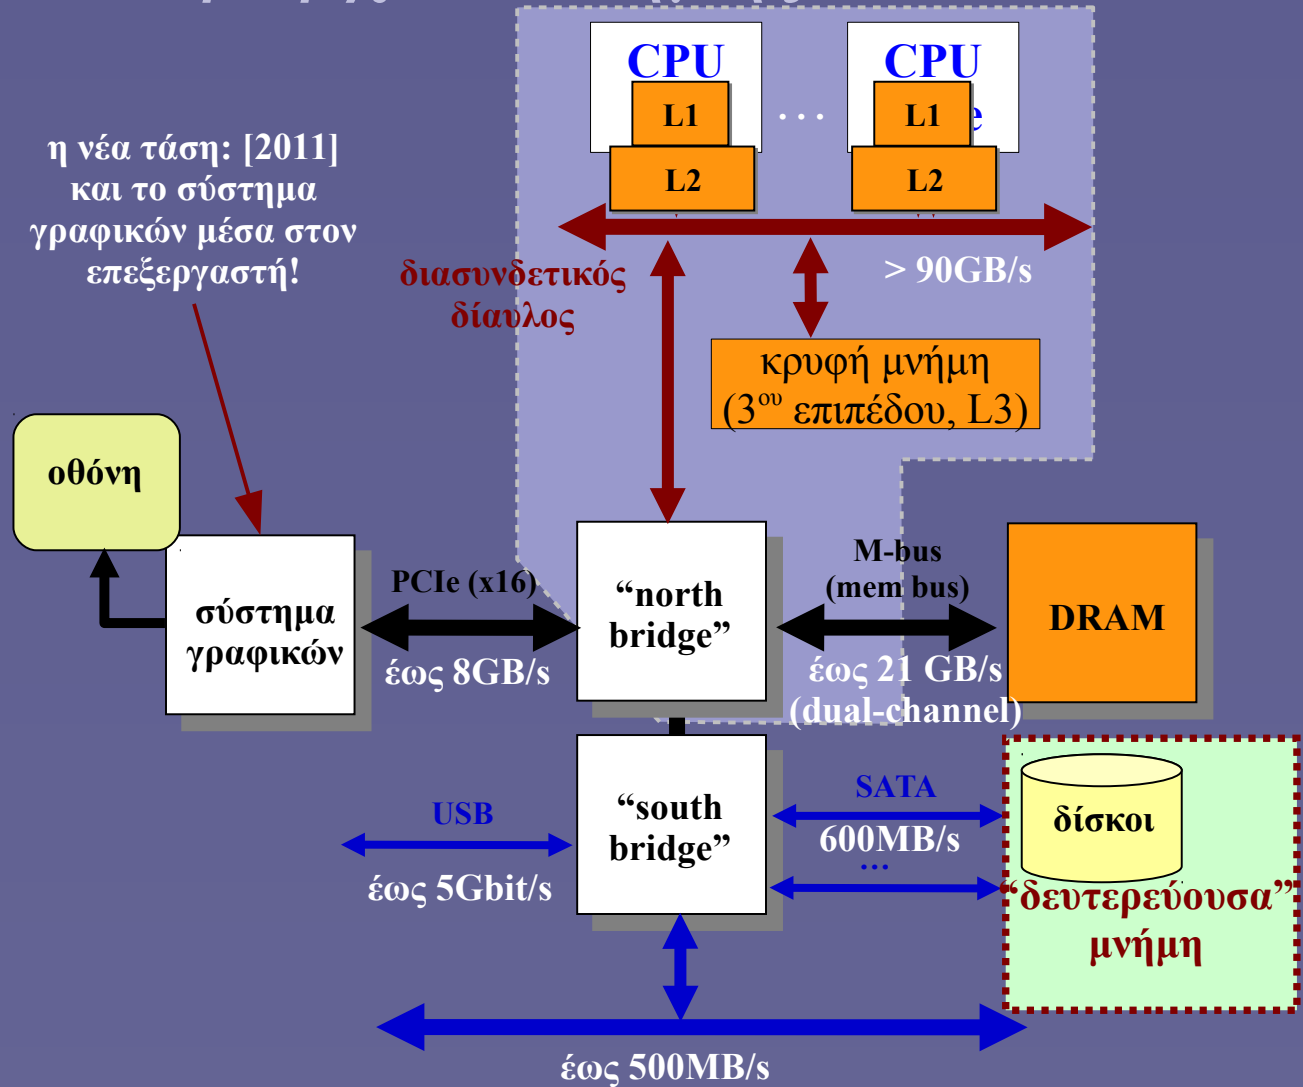 CPU
L1
L2
...
CPU
L1
L2
η νέα τάση: [2011]
και το σύστημα
γραφικών μέσα στον
επεξεργαστή!
διασυνδετικός
δίαυλος
> 90GB/s
κρυφή μνήμη
(3ου επιπέδου, L3)
οθόνη
σύστημα
γραφικών
PCIe (x16)
έως 8GB/s
“north
bridge”
M-bus
(mem bus)
έως 21 GB/s
(dual-channel)
DRAM
USB
έως 5Gbit/s
“south
bridge”
SATA
600MB/s
...
δίσκοι
“δευτερεύουσα”
μνήμη
έως 500MB/s